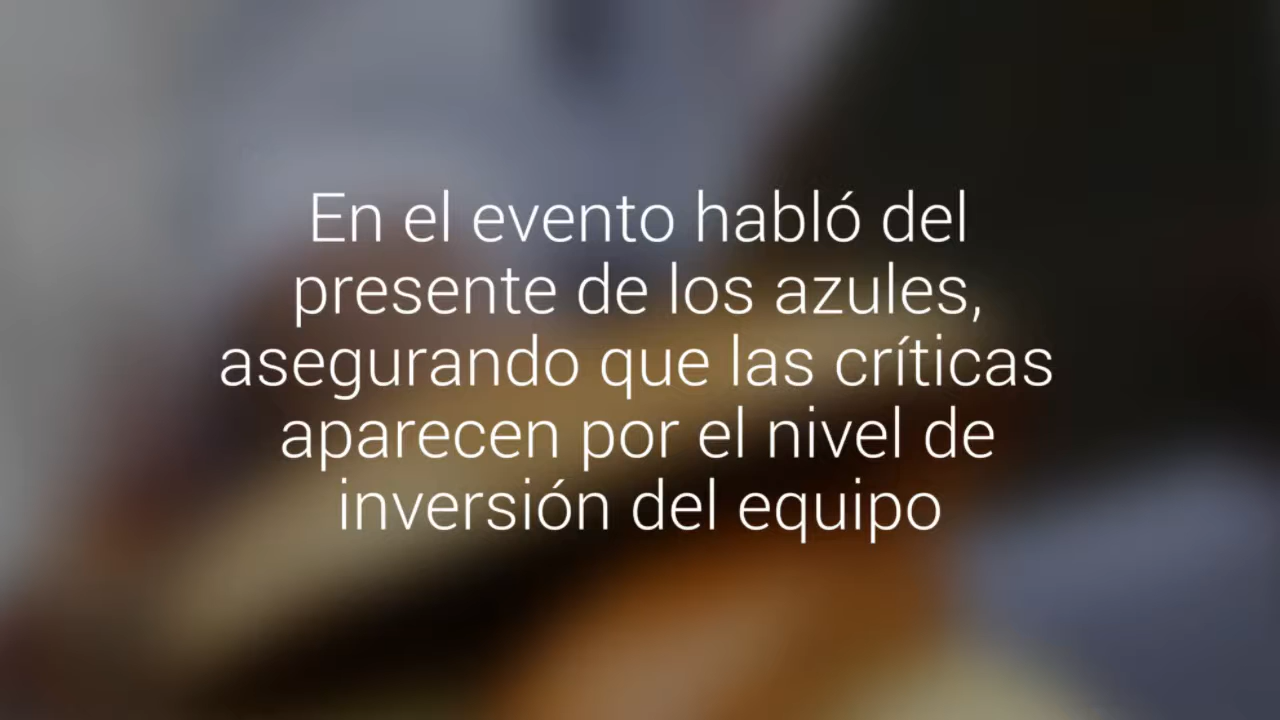 En el evento habló del
presente de los azules,
asegurando que las críticas
aparecen por el nivel de
inversión del equipo